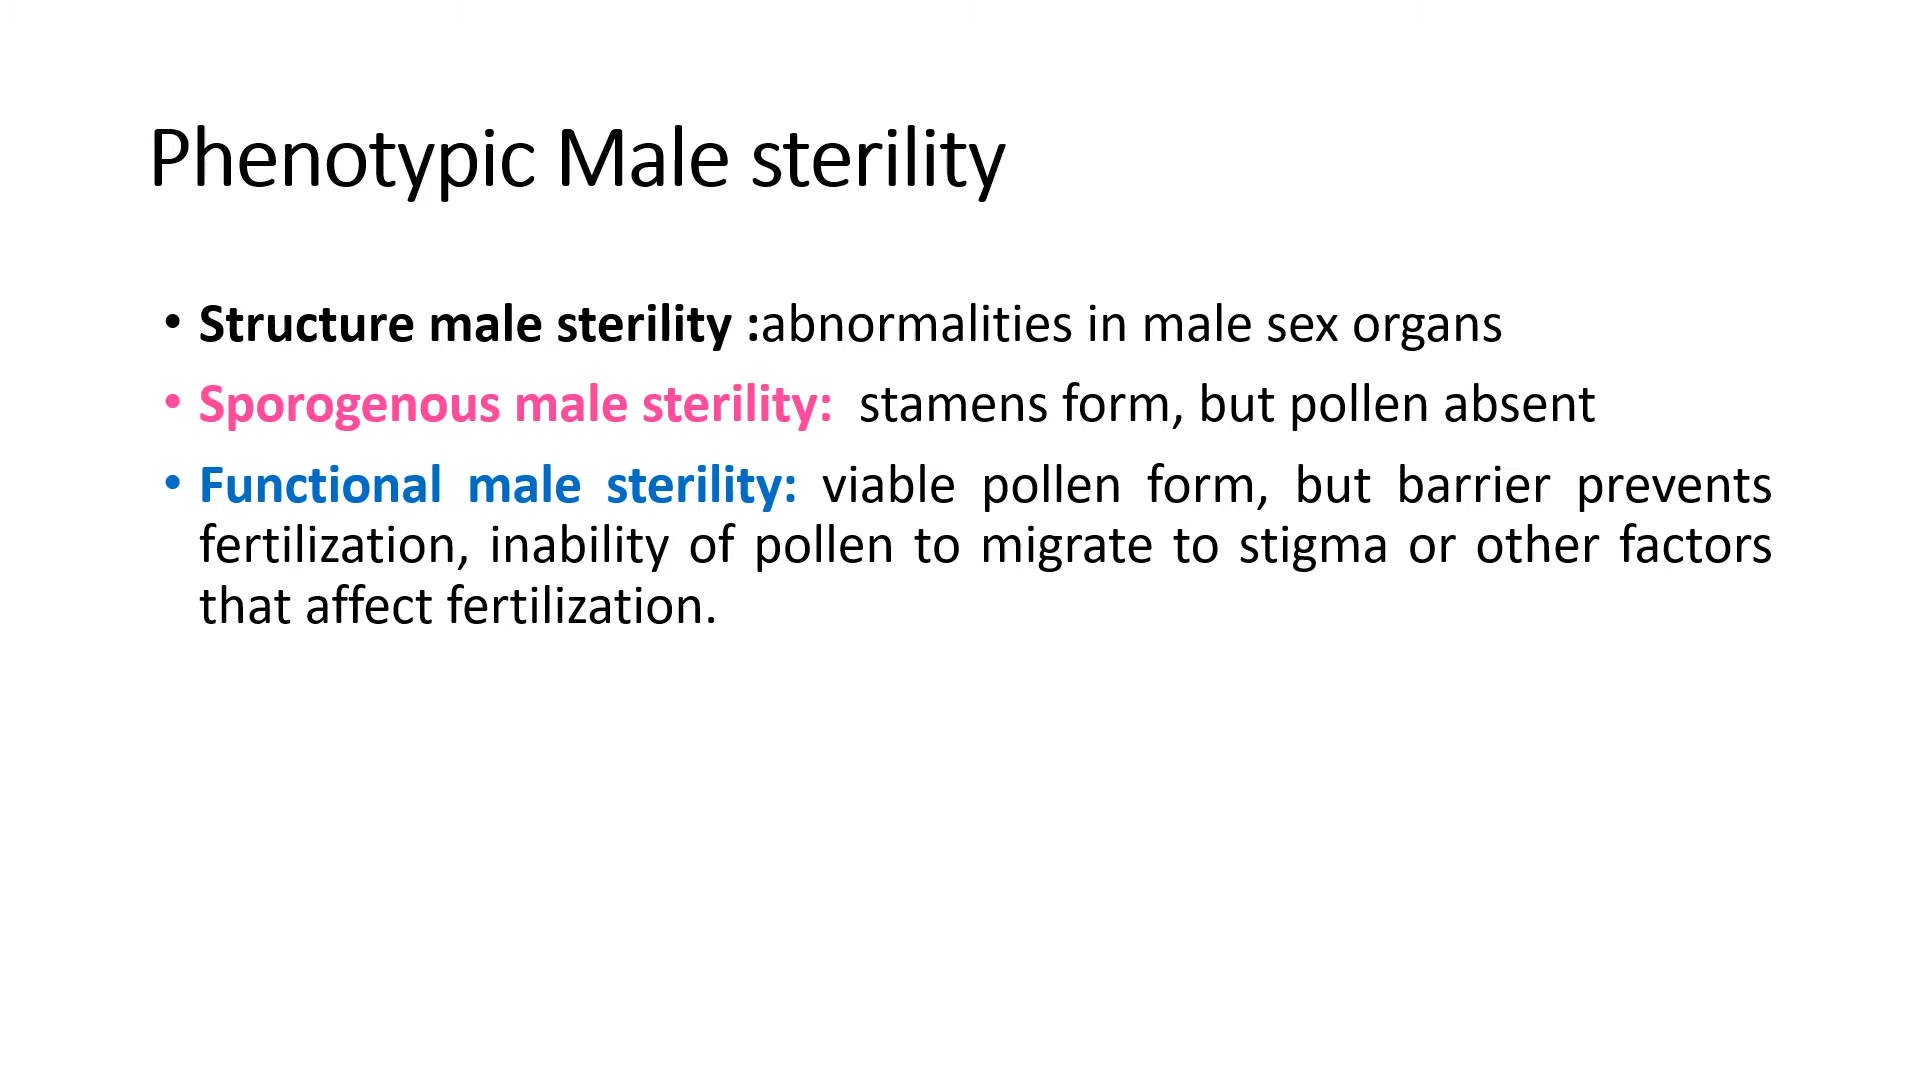 Phenotypic Male sterility
• Structure male sterility :abnormalities in male sex organs
• Sporogenous male sterility:  stamens form, but pollen absent
• Functional male sterility: viable pollen form, but barrier prevents
fertilization, inability of pollen to migrate to stigma or other factors
that affect fertilization.